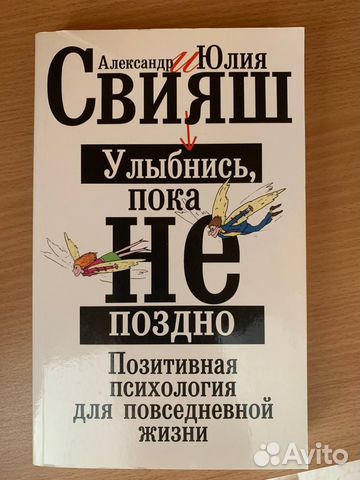 Александр и Юлия
СВИЯШ
Улыбнись,
пока
не
поздно
Позитивная
психология
для повседневной
жизни
Avito